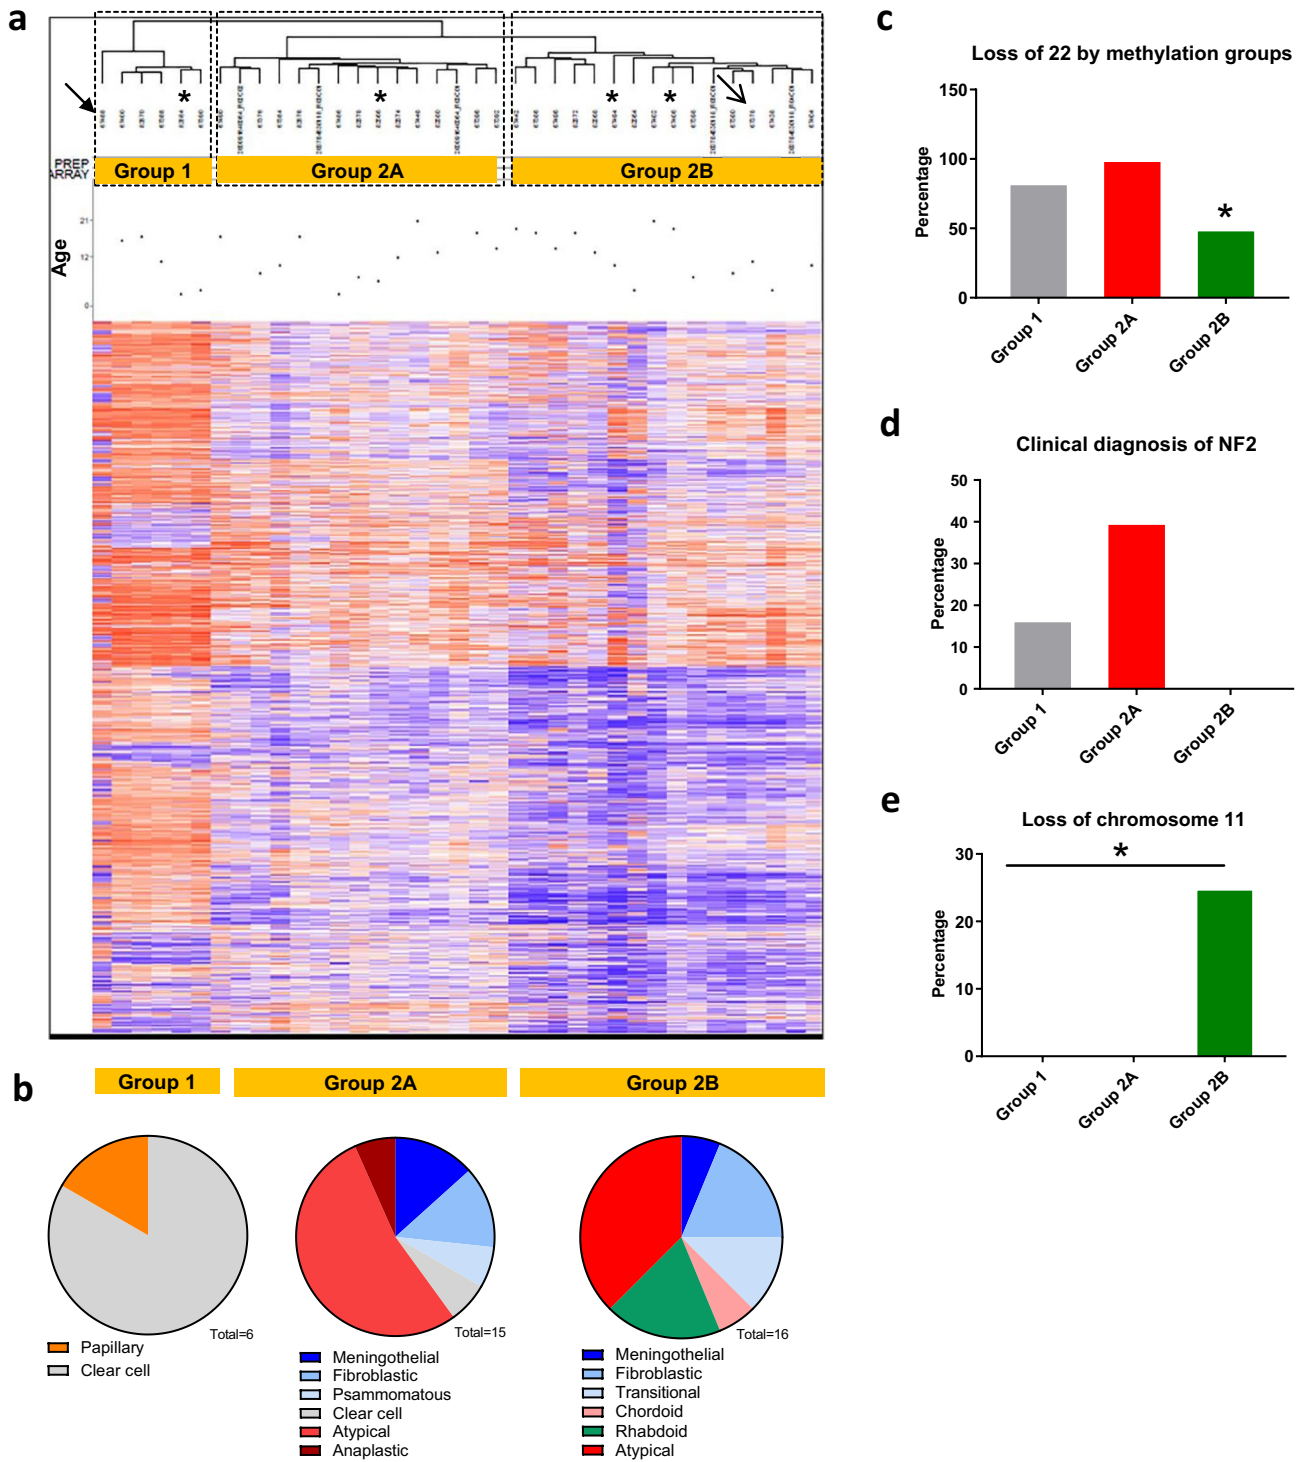 a
*
*
*
*
PREP
ARRAY
Group 1
Group 2A
Group 2B
Age
21
12
0
b
Group 1
Group 2A
Group 2B
Total=6
Papillary
Clear cell
Total=15
Meningothelial
Fibroblastic
Psammomatous
Clear cell
Atypical
Anaplastic
Total=16
Meningothelial
Fibroblastic
Transitional
Chordoid
Rhabdoid
Atypical
c
Loss of 22 by methylation groups
Percentage
150
100
50
0
*
Group 1
Group 2A
Group 2B
d
Clinical diagnosis of NF2
Percentage
50
40
30
20
10
0
Group 1
Group 2A
Group 2B
e
Loss of chromosome 11
Percentage
30
20
10
0
*
Group 1
Group 2A
Group 2B